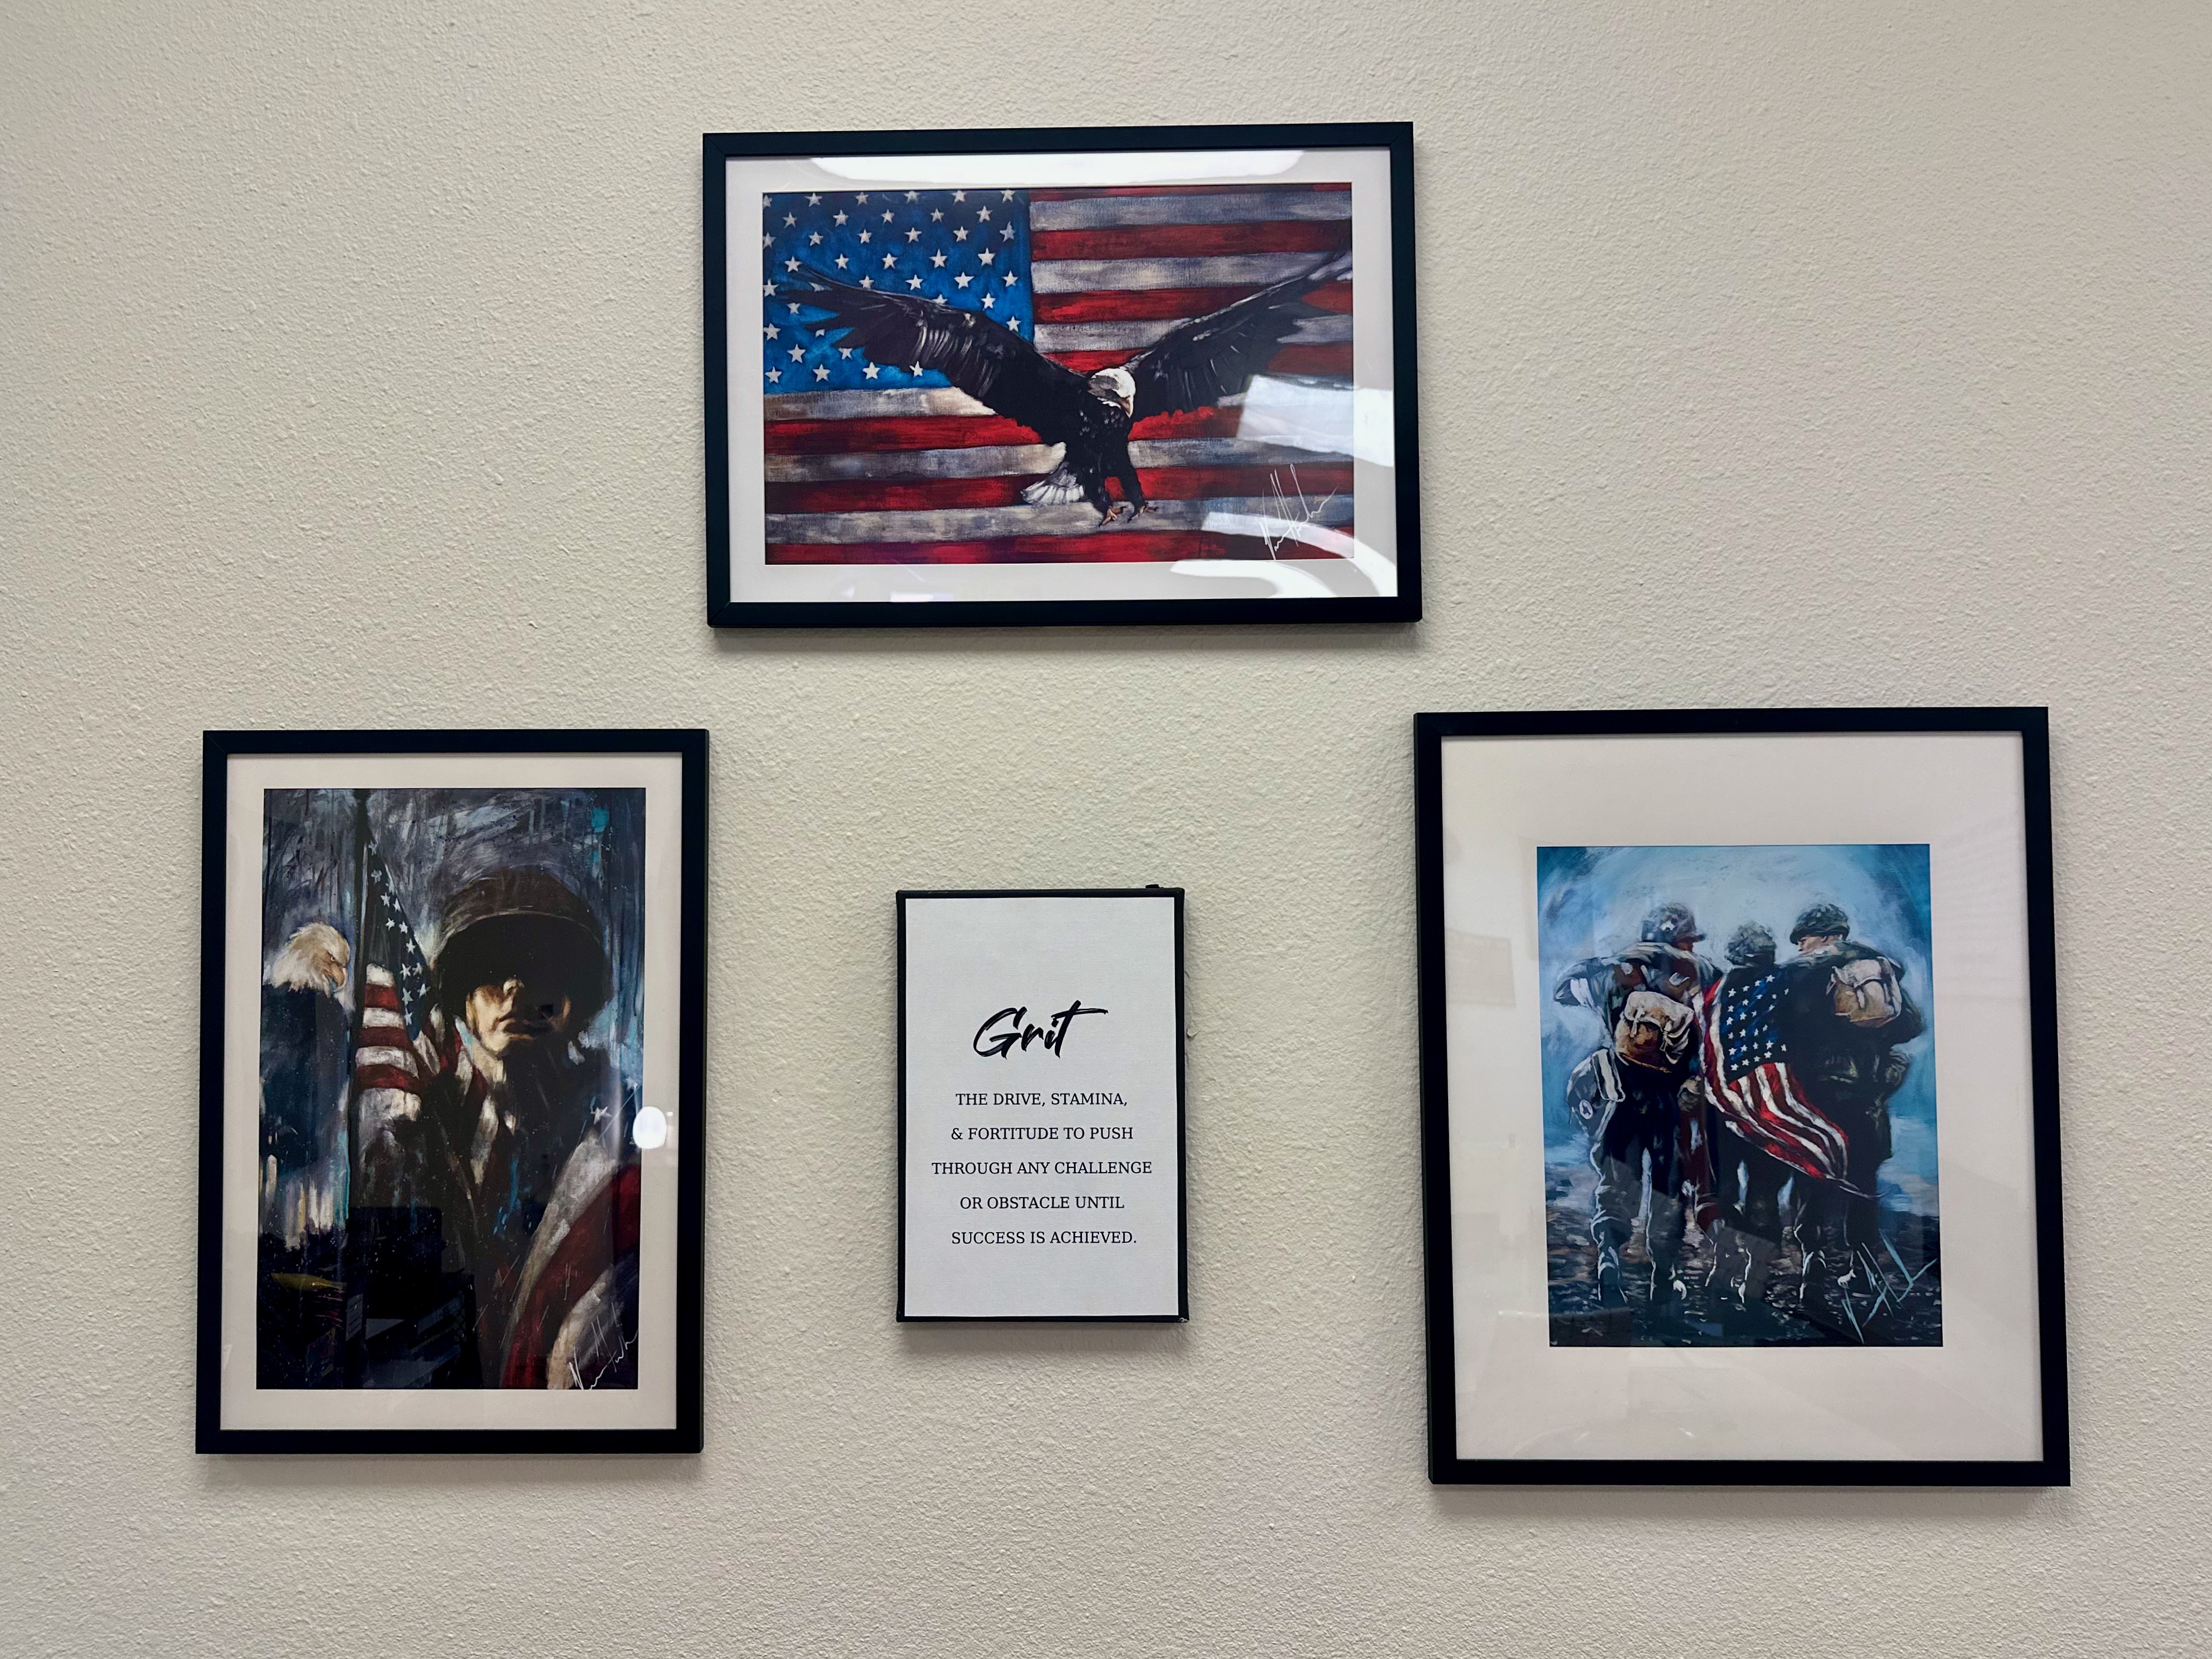 Grit
THE DRIVE, STAMINA,
& FORTITUDE TO PUSH
THROUGH ANY CHALLENGE
OR OBSTACLE UNTIL
SUCCESS IS ACHIEVED.